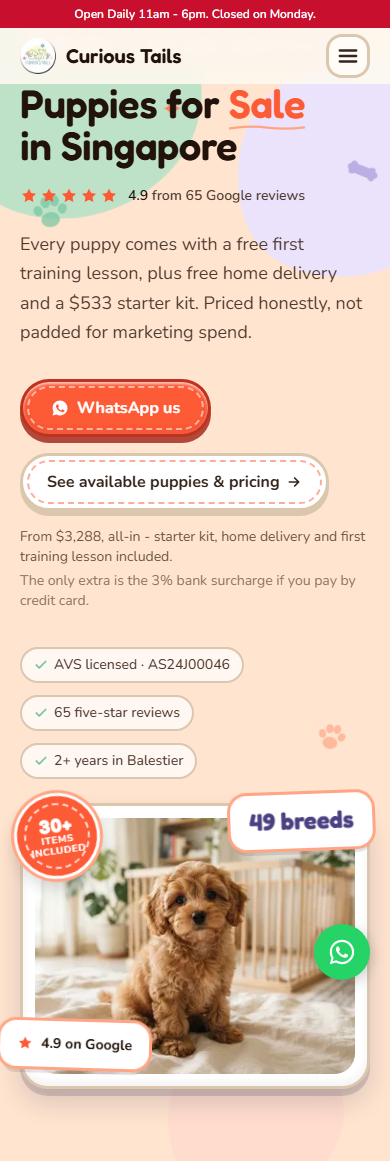 Open Daily 11am - 6pm. Closed on Monday.
Curious Tails
Puppies for Sale
in Singapore
4.9 from 65 Google reviews
Every puppy comes with a free first
training lesson, plus free home delivery
and a $533 starter kit. Priced honestly, not
padded for marketing spend.
WhatsApp us
See available puppies & pricing →
From $3,288, all-in - starter kit, home delivery and first
training lesson included.
The only extra is the 3% bank surcharge if you pay by
credit card.
AVS licensed · AS24J00046
65 five-star reviews
2+ years in Balestier
30+
ITEMS
INCLUDED
49 breeds
4.9 on Google